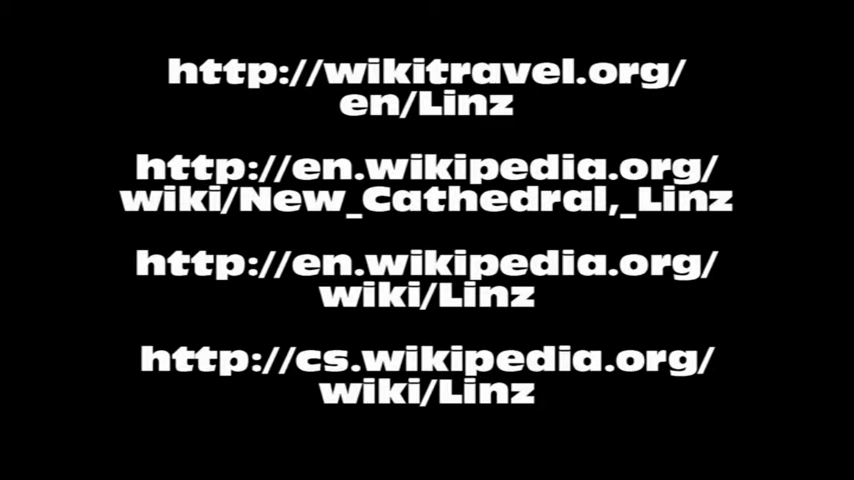 http://wikitravel.org/
en/Linz
http://en.wikipedia.org/
wiki/New_Cathedral,_Linz
http://en.wikipedia.org/
wiki/Linz
http://cs.wikipedia.org/
wiki/Linz